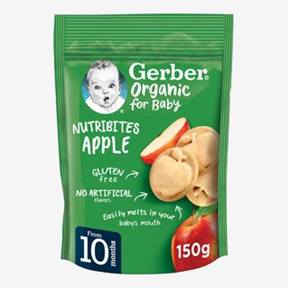 Gerber®
Organic
for Baby
NUTRIBITES
APPLE
GLUTEN
free
NO ARTIFICIAL
flavors
Easily melts in your
baby's mouth
From
10
months
150g